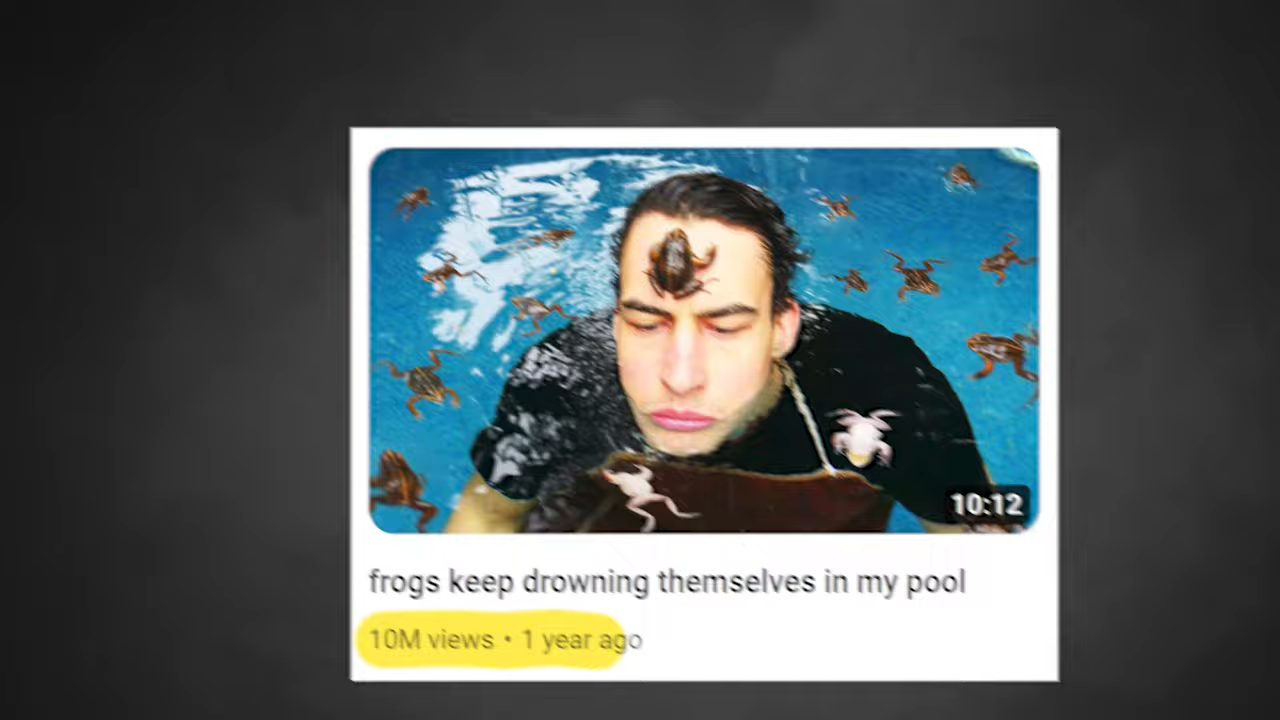 10:12
frogs keep drowning themselves in my pool
10M views • 1 year ago